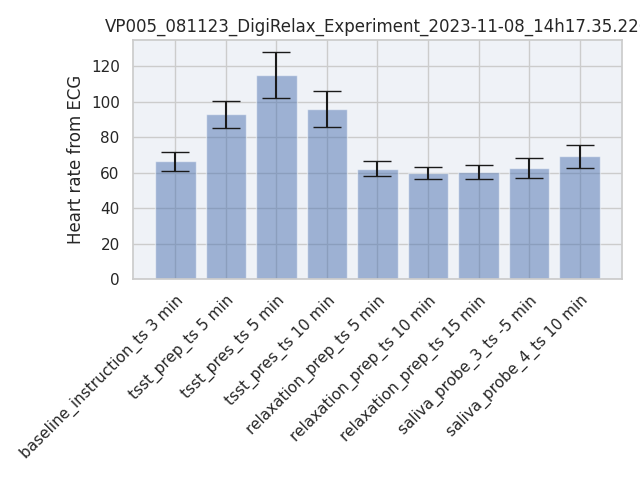 VP005_081123_DigiRelax_Experiment_2023-11-08_14h17.35.22
Heart rate from ECG
120
100
80
60
40
20
0
baseline_instruction_ts 3 min
tsst_prep_ts 5 min
tsst_pres_ts 5 min
tsst_pres_ts 10 min
relaxation_prep_ts 5 min
relaxation_prep_ts 10 min
relaxation_prep_ts 15 min
saliva_probe_3_ts -5 min
saliva_probe_4_ts 10 min